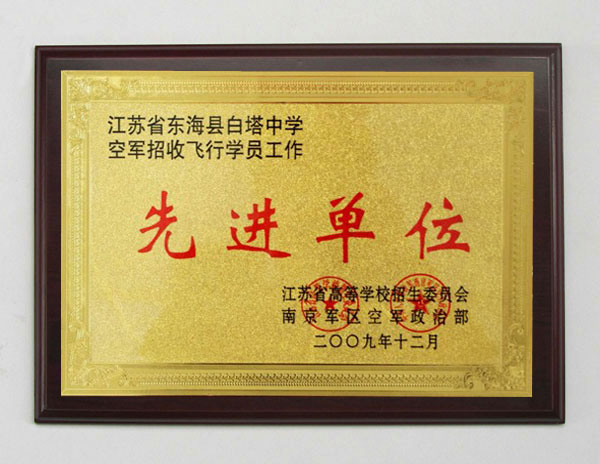 江苏省东海县白塔中学
空军招收飞行学员工作
先进单位
江苏省高等学校招生委员会
南京军区空军政治部
二〇〇九年十二月